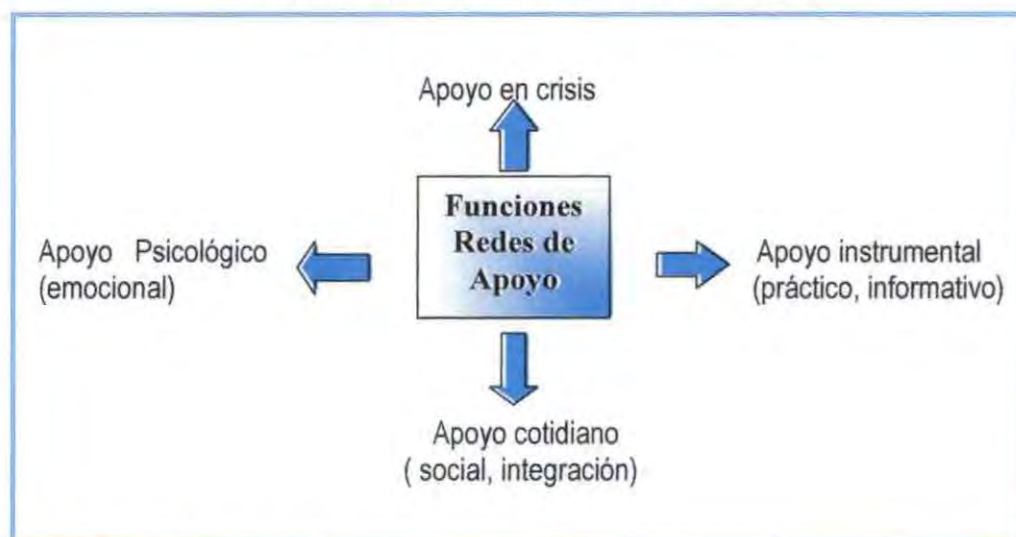 Apoyo en crisis
Funciones
Redes de
Apoyo
Apoyo Psicológico
(emocional)
Apoyo instrumental
(práctico, informativo)
Apoyo cotidiano
( social, integración)